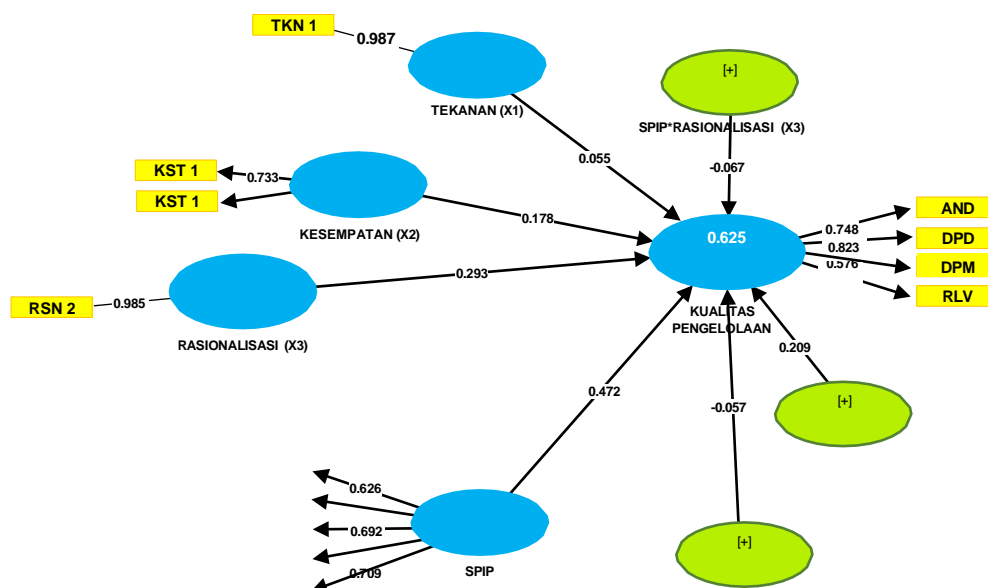 TKN 1
0.987
TEKANAN (X1)
[+]
SPIP*RASIONALISASI (X3)
0.055
-0.067
KST 1
0.733
KST 1
KESEMPATAN (X2)
0.178
0.625
AND
0.748
DPD
0.823
DPM
0.576
RLV
RSN 2
0.985
RASIONALISASI (X3)
0.293
KUALITAS
PENGELOLAAN
0.209
0.472
-0.057
[+]
0.626
0.692
0.709
SPIP
[+]